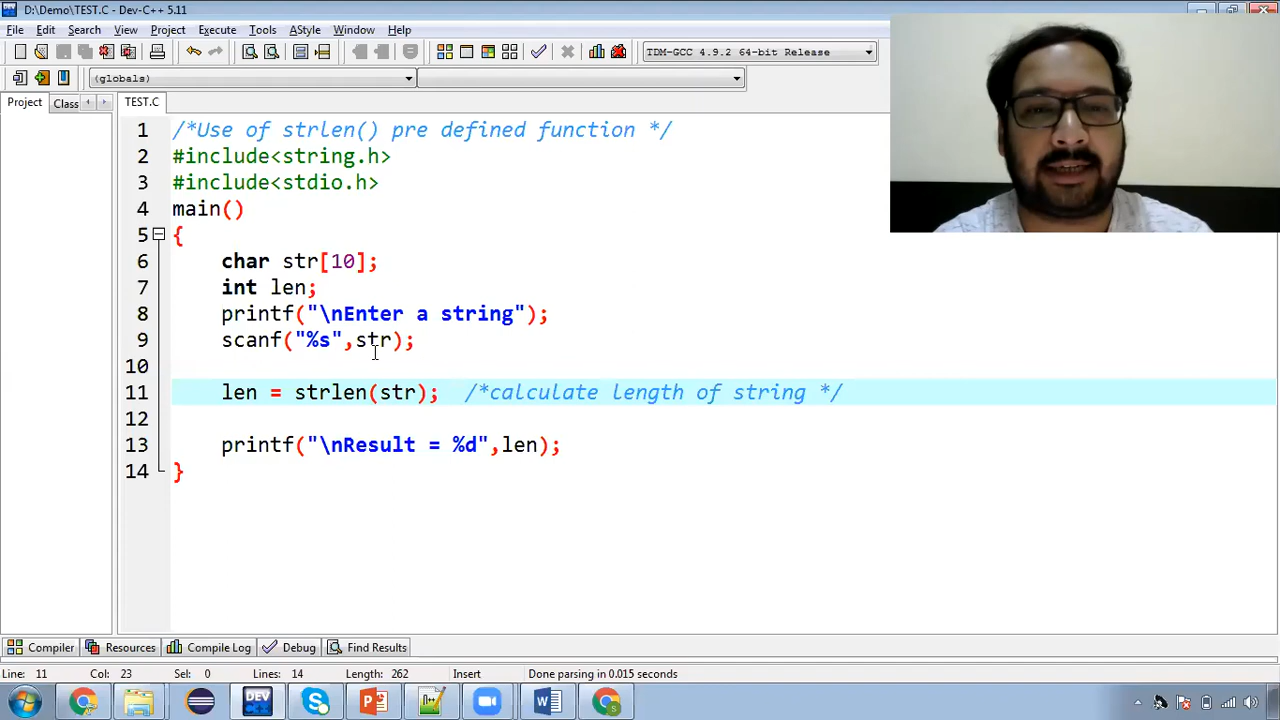 D:\Demo\TEST.C - Dev-C++ 5.11
File Edit Search View Project Execute Tools AStyle Window Help
TDM-GCC 4.9.2 64-bit Release
(globals)
Project Class TEST.C
1 /*Use of strlen() pre defined function */
2 #include<string.h>
3 #include<stdio.h>
4 main()
5 {
6 char str[10];
7 int len;
8 printf("\nEnter a string");
9 scanf("%s",str);
10
11 len = strlen(str); /*calculate length of string */
12
13 printf("\nResult = %d",len);
14 }
Compiler Resources Compile Log Debug Find Results
Line: 11 Col: 23 Sel: 0 Lines: 14 Length: 262 Insert Done parsing in 0.015 seconds
DEV